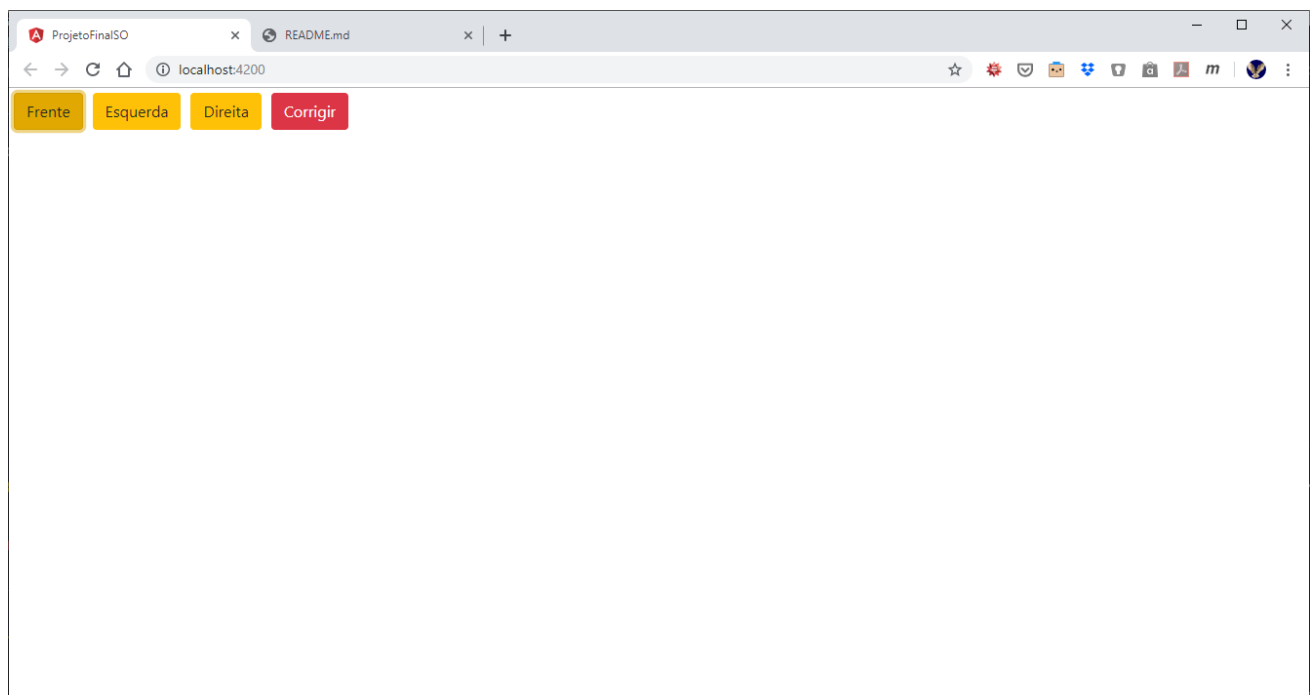 ProjetoFinalSO README.md
localhost:4200
m
Frente Esquerda Direita Corrigir